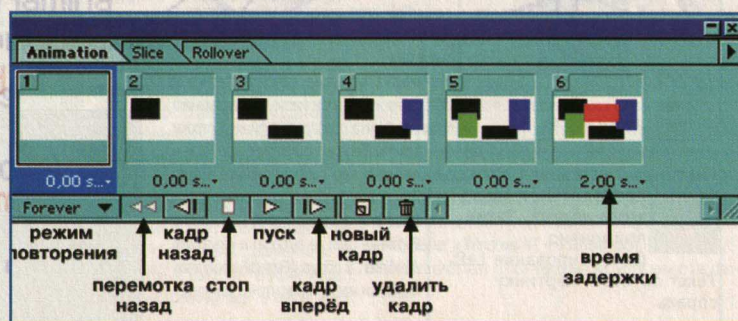 Animation Slice Rollover
1 2 3 4 5 6
0,00 s... 0,00 s... 0,00 s... 0,00 s... 0,00 s... 2,00 s...
Forever
режим повторения
перемотка назад
кадр назад
стоп
пуск
кадр вперёд
новый кадр
удалить кадр
время задержки